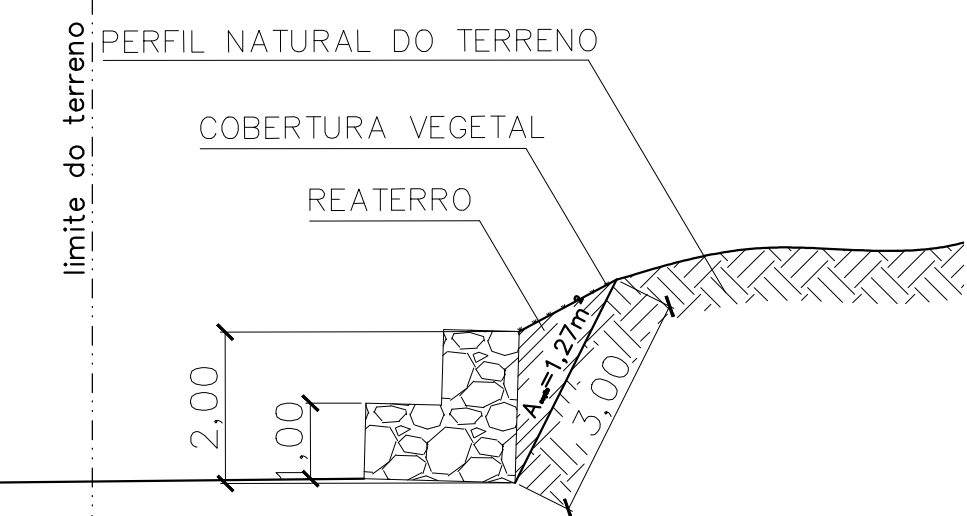 limite do terreno
PERFIL NATURAL DO TERRENO
COBERTURA VEGETAL
REATERRO
2,00
1,00
=1,27m²
3,00